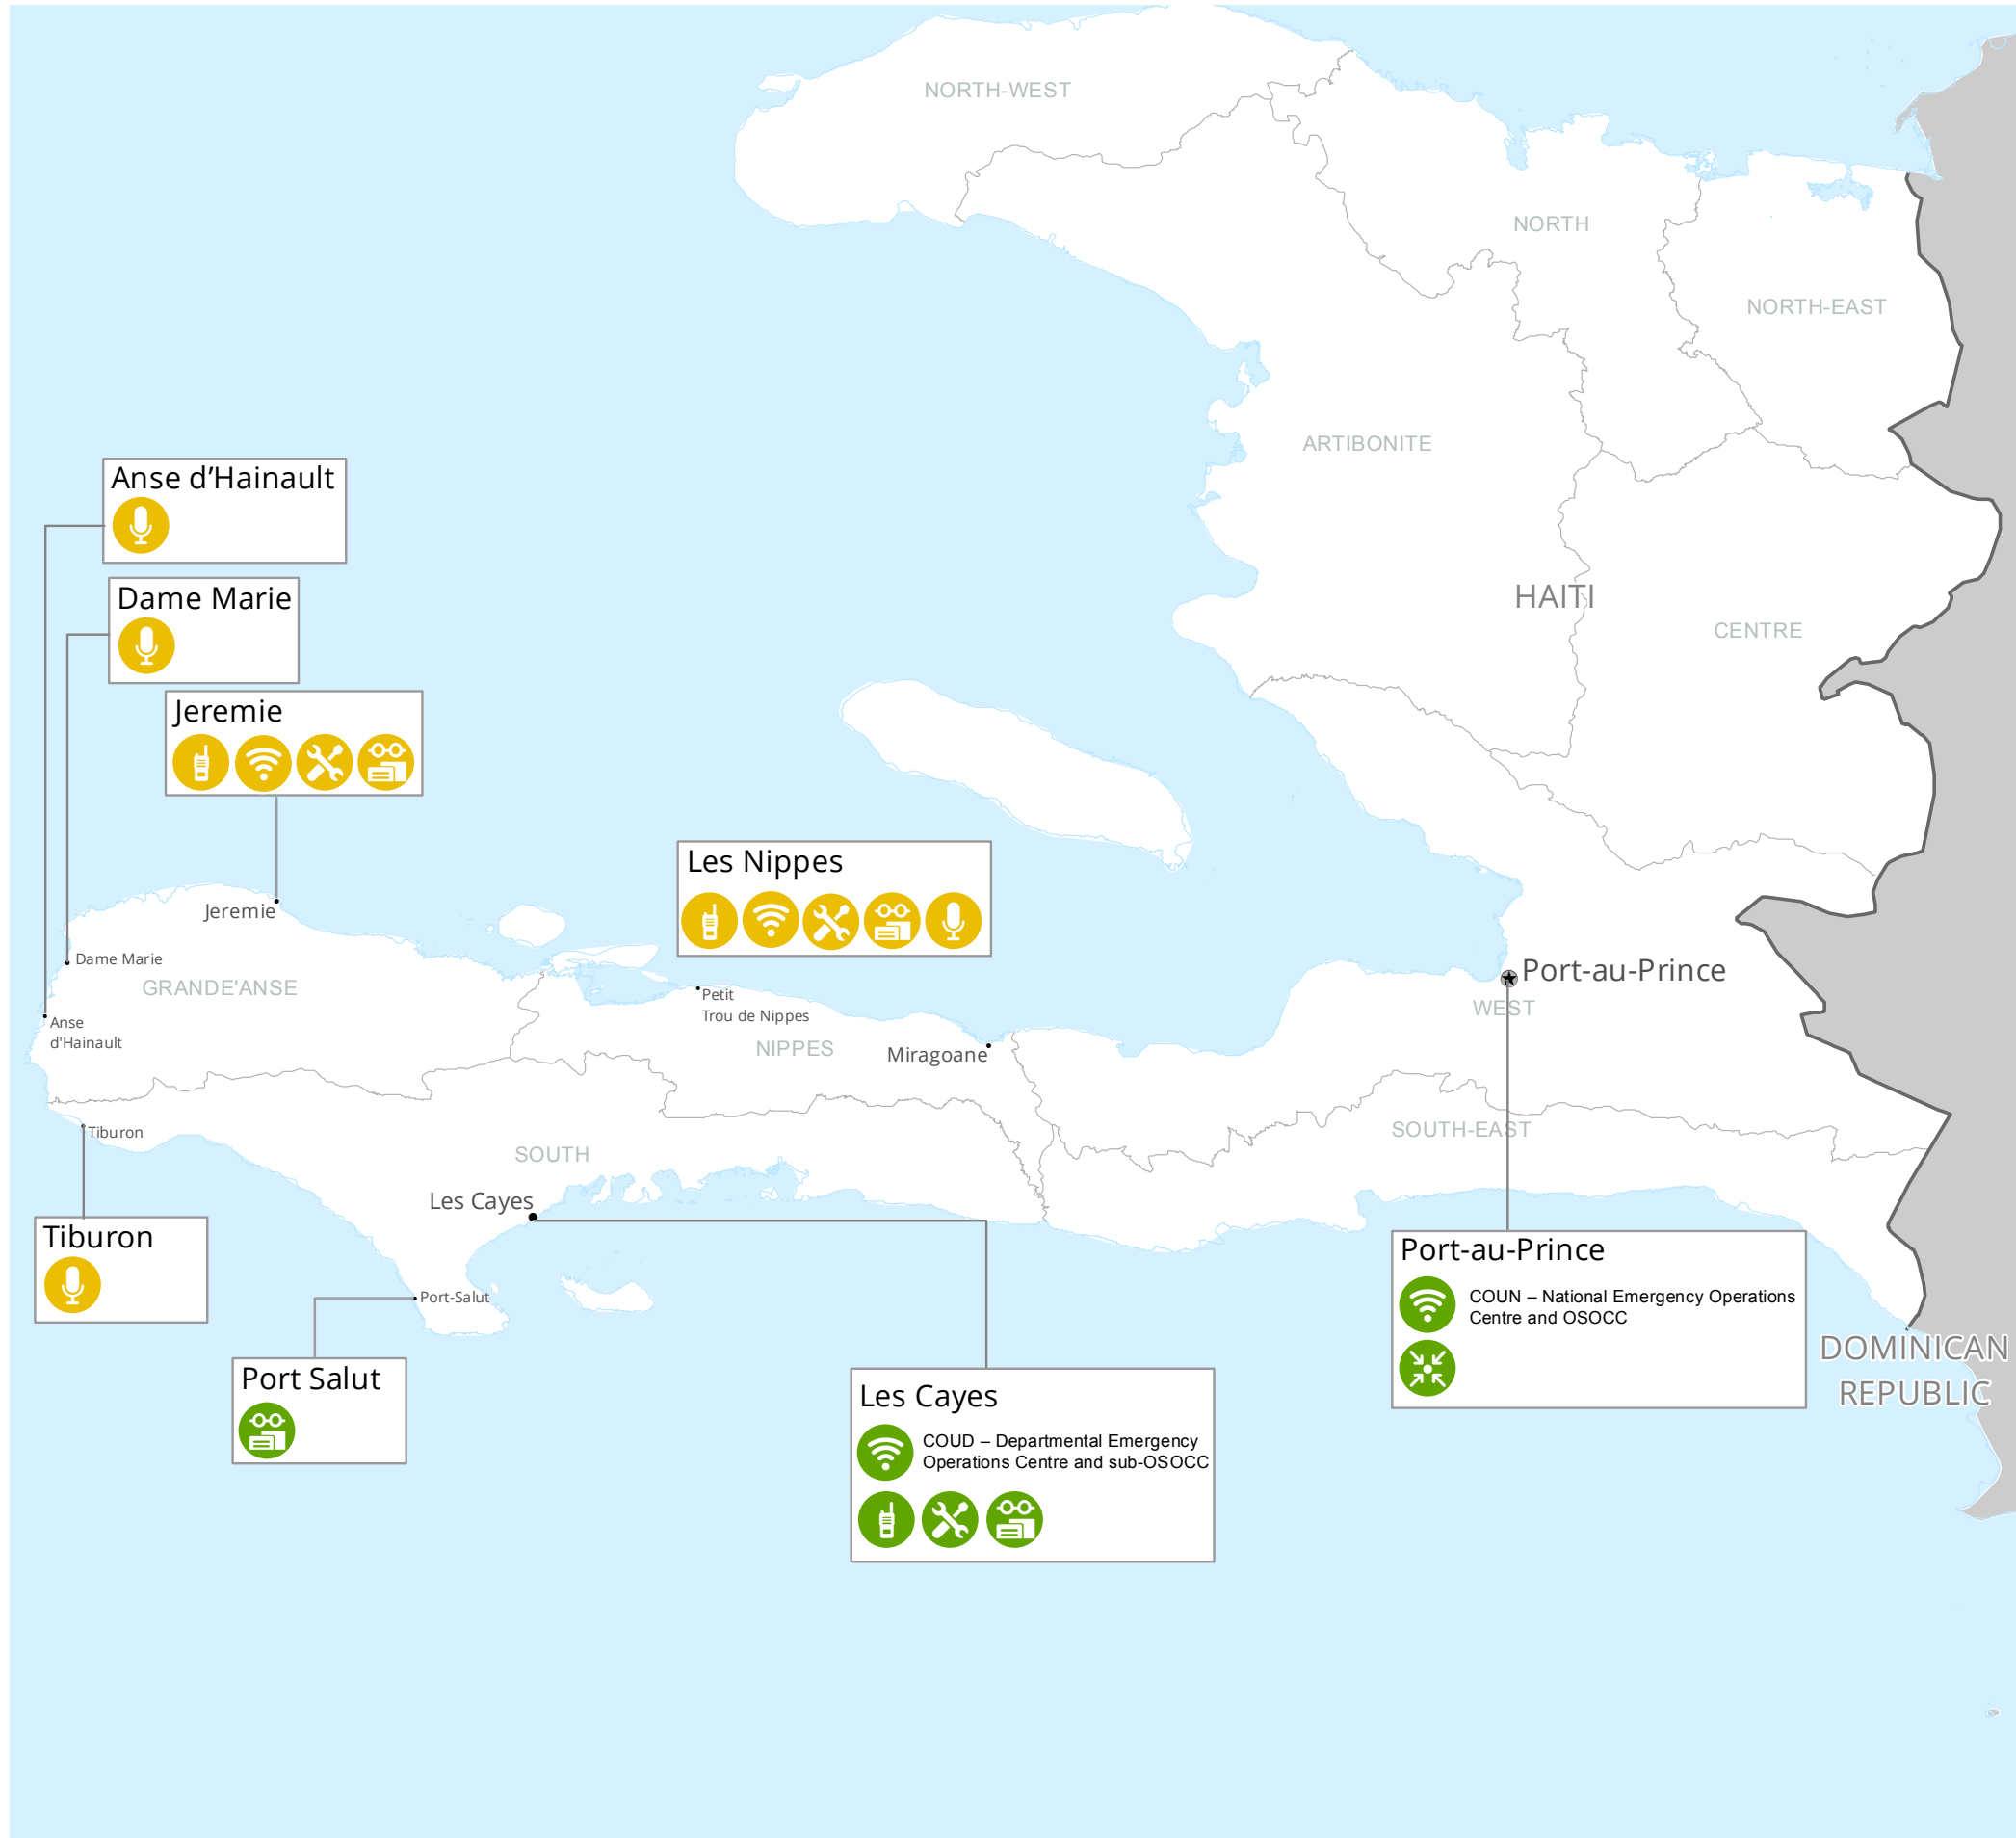 NORTH-WEST
NORTH
NORTH-EAST
ARTIBONITE
Anse d’Hainault
Dame Marie
HAITI
CENTRE
Jeremie
Les Nippes
Jeremie
Dame Marie
GRANDE'ANSE
Anse
d'Hainault
Petit
Trou de Nippes
NIPPES
Miragoane
Port-au-Prince
WEST
Tiburon
SOUTH
SOUTH-EAST
Les Cayes
Tiburon
Port-Salut
Port-au-Prince
COUN – National Emergency Operations
Centre and OSOCC
DOMINICAN
REPUBLIC
Port Salut
Les Cayes
COUD – Departmental Emergency
Operations Centre and sub-OSOCC